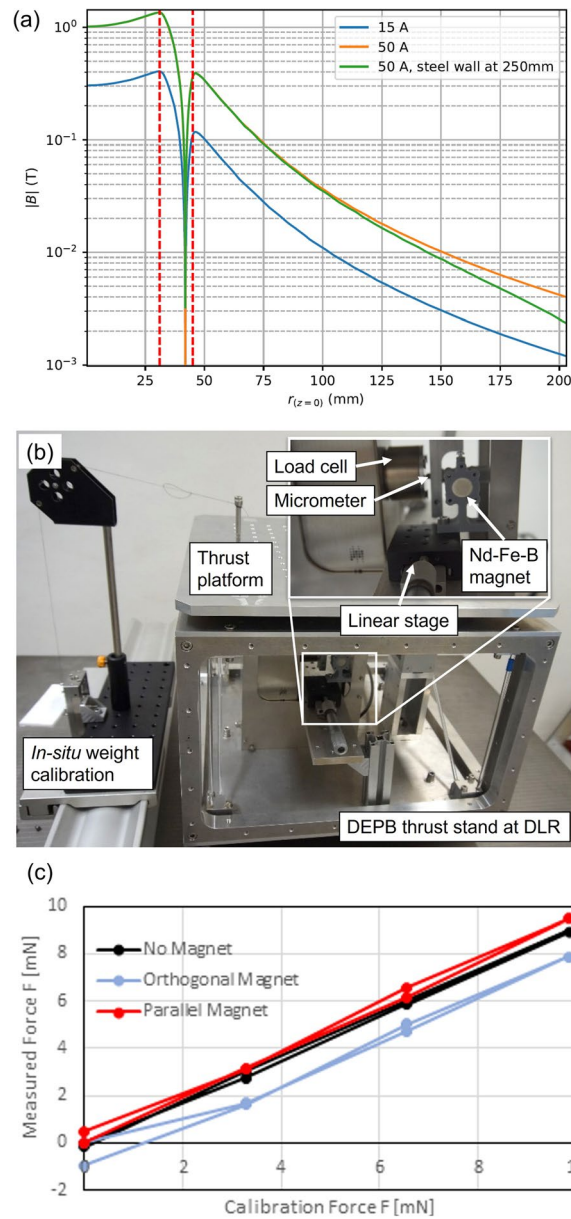 (a)
10⁰
10⁻¹
10⁻²
10⁻³
|B| (T)
15 A
50 A
50 A, steel wall at 250mm
25 50 75 100 125 150 175 200
r(z=0) (mm)
(b)
Load cell
Micrometer
Thrust
platform
Nd-Fe-B
magnet
Linear stage
In-situ weight
calibration
DEPB thrust stand at DLR
(c)
10
8
6
4
2
0
-2
Measured Force F [mN]
No Magnet
Orthogonal Magnet
Parallel Magnet
2 4 6 8 1
Calibration Force F [mN]